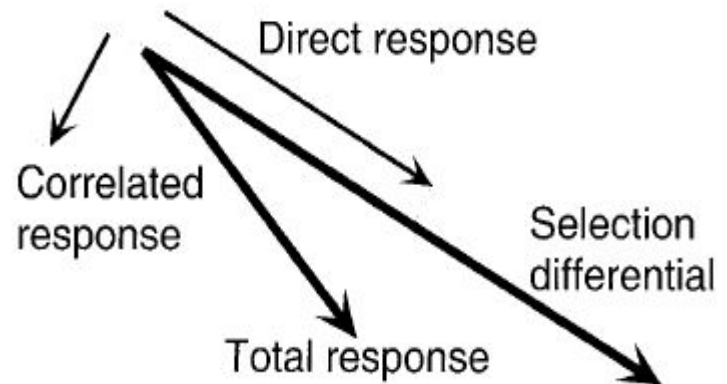 Direct response
Correlated
response
Selection
differential
Total response